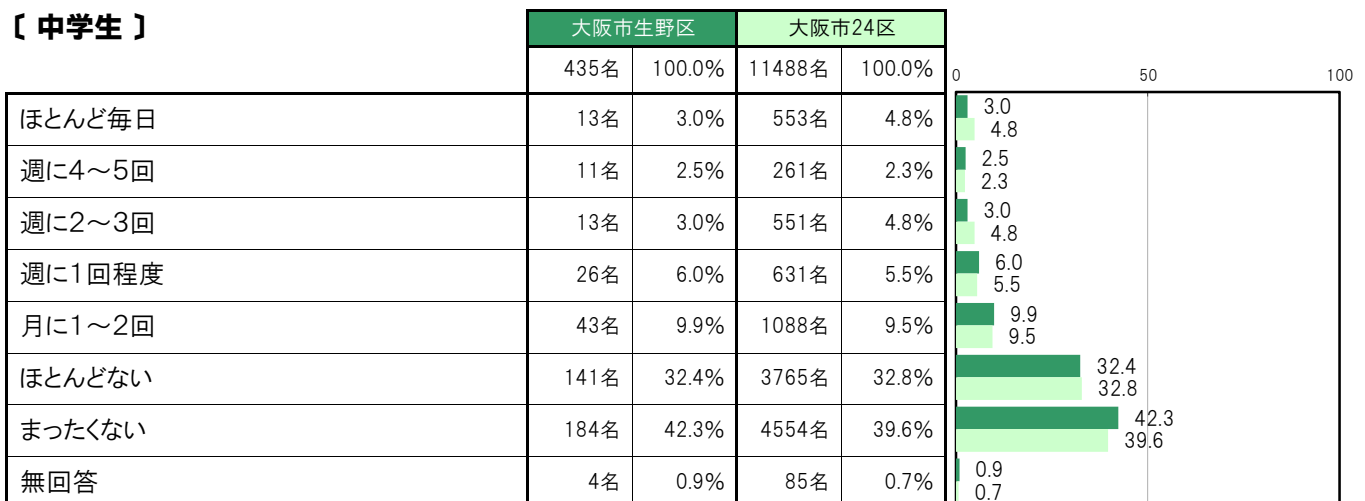 〔 中学生 〕
大阪市生野区 大阪市24区
435名 100.0% 11488名 100.0%
0 50 100
ほとんど毎日 13名 3.0% 553名 4.8%
3.0
4.8
週に4～5回 11名 2.5% 261名 2.3%
2.5
2.3
週に2～3回 13名 3.0% 551名 4.8%
3.0
4.8
週に1回程度 26名 6.0% 631名 5.5%
6.0
5.5
月に1～2回 43名 9.9% 1088名 9.5%
9.9
9.5
ほとんどない 141名 32.4% 3765名 32.8%
32.4
32.8
まったくない 184名 42.3% 4554名 39.6%
42.3
39.6
無回答 4名 0.9% 85名 0.7%
0.9
0.7